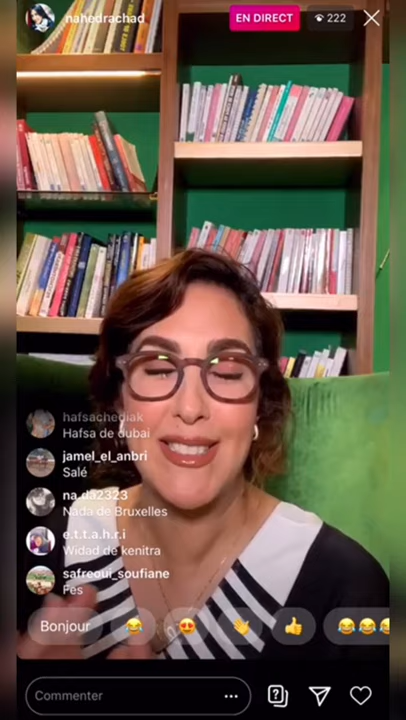 nahedrachad
EN DIRECT
222
hafsachediak
Hafsa de dubai
jamel_el_anbri
Salé
na.da2323
Nada de Bruxelles
e.t.t.a.h.r.i
Widad de kenitra
safreoui_soufiane
Fes
Bonjour
Commenter